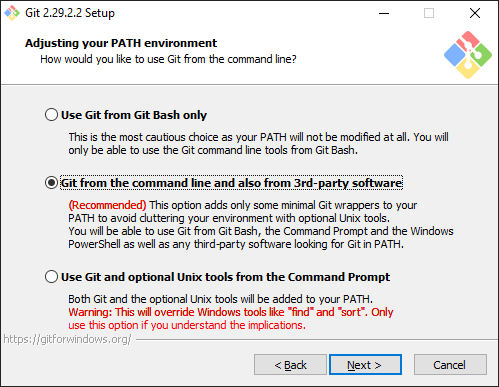 Git 2.29.2.2 Setup
Adjusting your PATH environment
How would you like to use Git from the command line?
Use Git from Git Bash only
This is the most cautious choice as your PATH will not be modified at all. You will
only be able to use the Git command line tools from Git Bash.
Git from the command line and also from 3rd-party software
(Recommended) This option adds only some minimal Git wrappers to your
PATH to avoid cluttering your environment with optional Unix tools.
You will be able to use Git from Git Bash, the Command Prompt and the Windows
PowerShell as well as any third-party software looking for Git in PATH.
Use Git and optional Unix tools from the Command Prompt
Both Git and the optional Unix tools will be added to your PATH.
Warning: This will override Windows tools like "find" and "sort". Only
use this option if you understand the implications.
https://gitforwindows.org/
< Back Next > Cancel